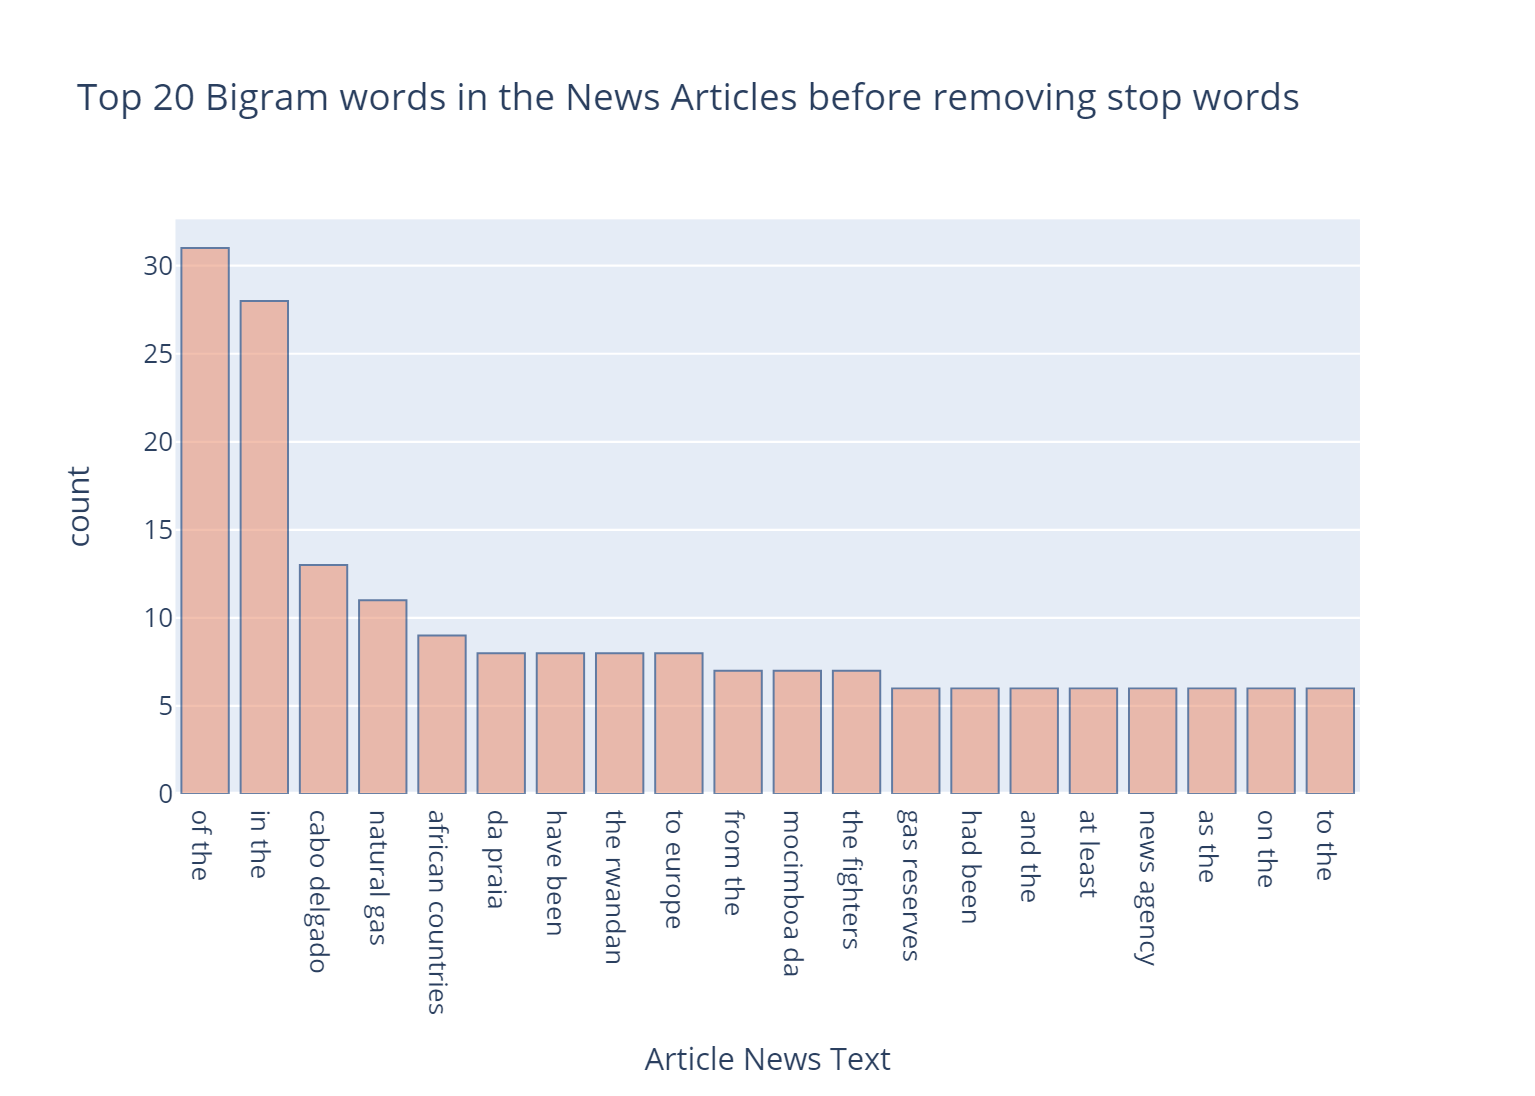 Top 20 Bigram words in the News Articles before removing stop words
count
30
25
20
15
10
5
0
of the
in the
cabo delgado
natural gas
african countries
da praia
have been
the rwandan
to europe
from the
mocimboa da
the fighters
gas reserves
had been
and the
at least
news agency
as the
on the
to the
Article News Text